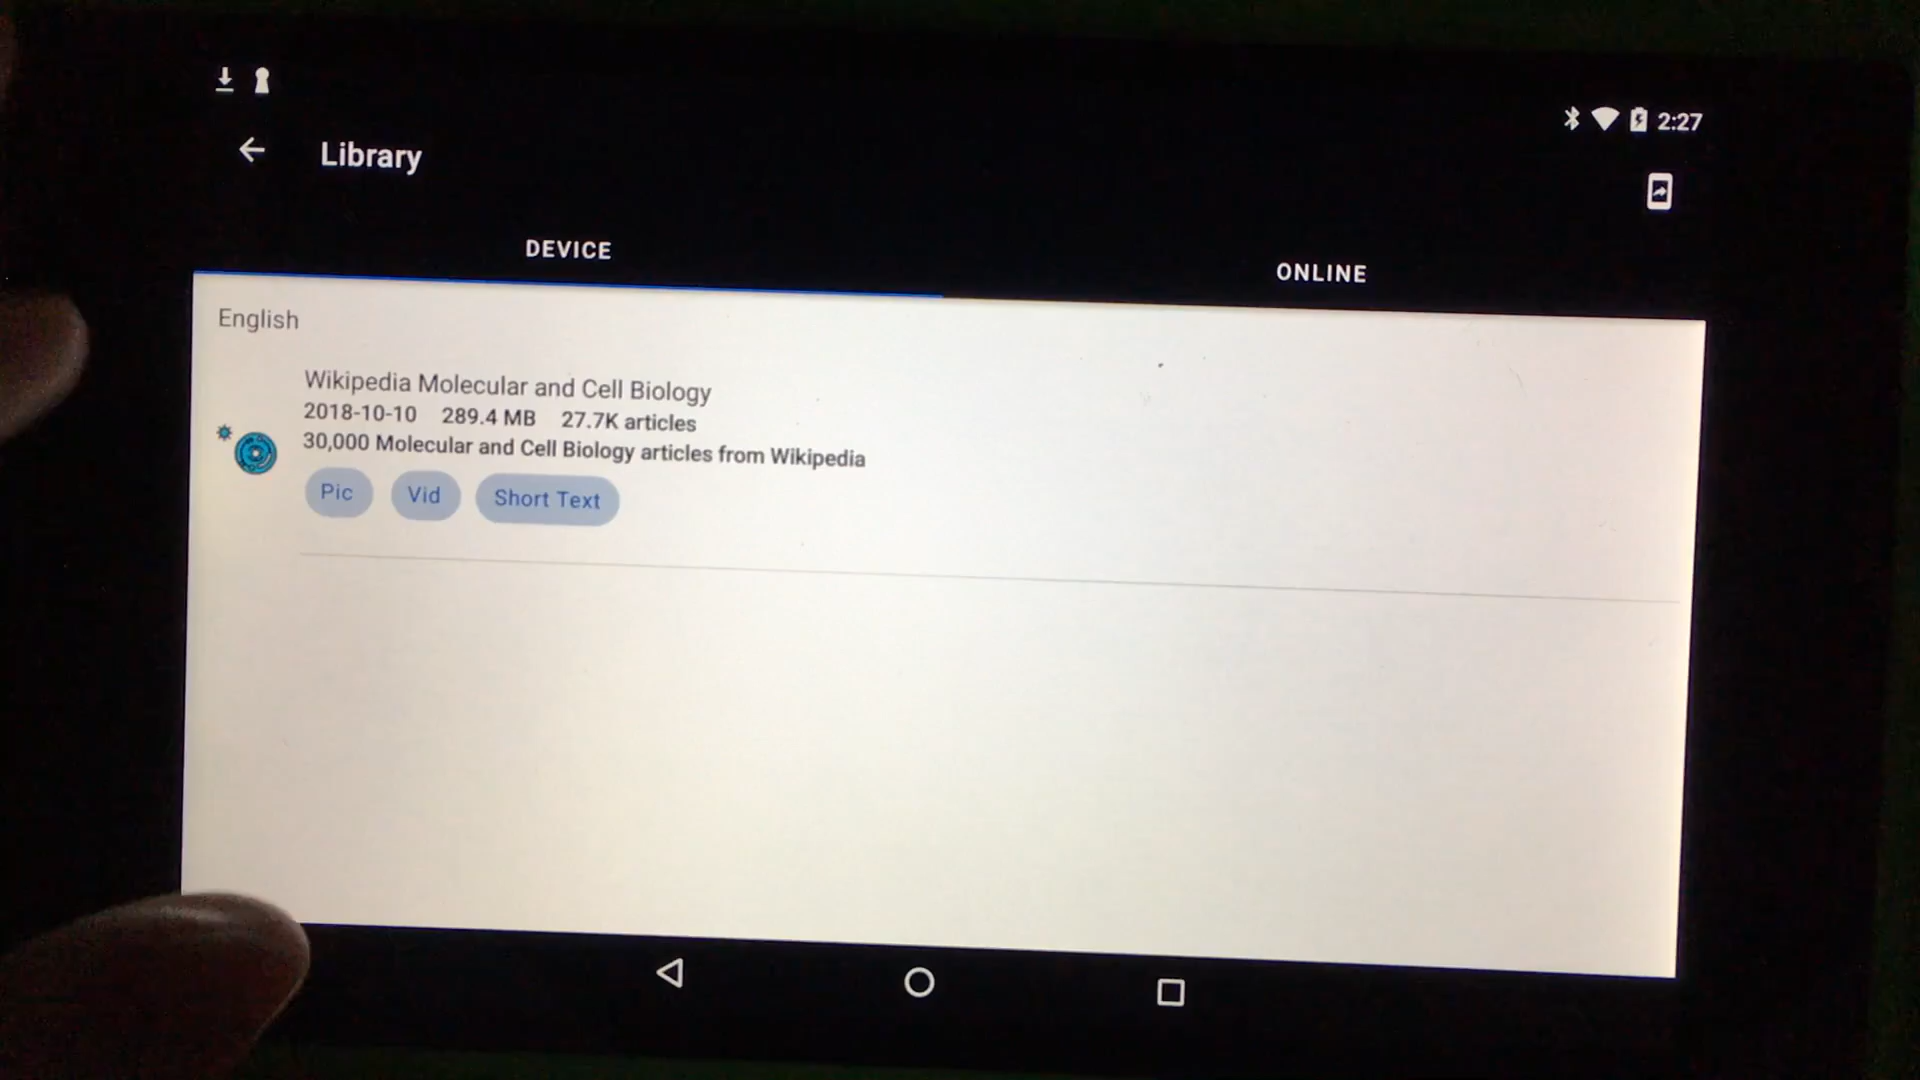 2:27
Library
DEVICE
ONLINE
English
Wikipedia Molecular and Cell Biology
2018-10-10 289.4 MB 27.7K articles
30,000 Molecular and Cell Biology articles from Wikipedia
Pic Vid Short Text